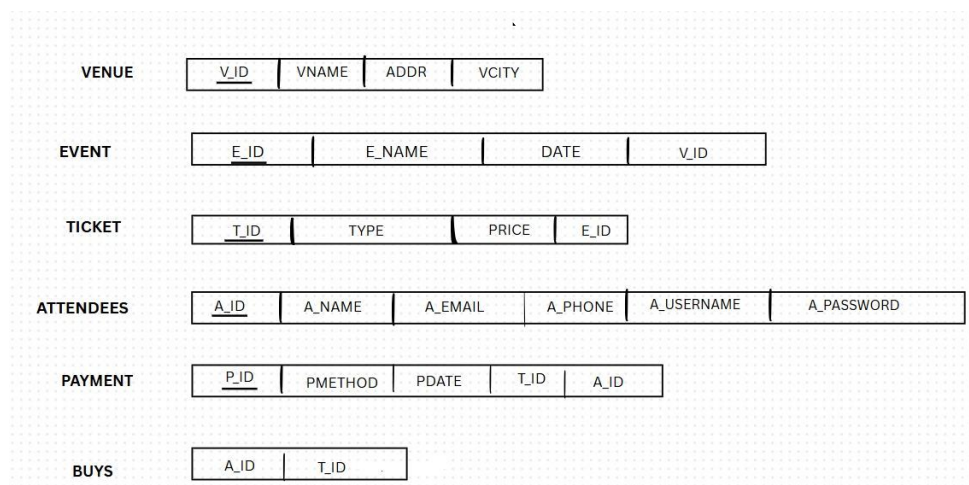 VENUE V_ID VNAME ADDR VCITY
EVENT E_ID E_NAME DATE V_ID
TICKET T_ID TYPE PRICE E_ID
ATTENDEES A_ID A_NAME A_EMAIL A_PHONE A_USERNAME A_PASSWORD
PAYMENT P_ID PMETHOD PDATE T_ID A_ID
BUYS A_ID T_ID